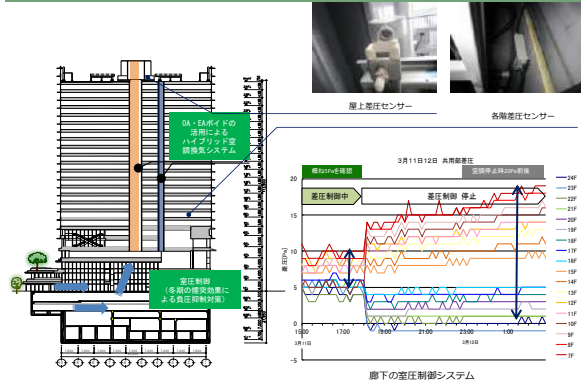 屋上差圧センサー
各階差圧センサー
OA・EAボイドの
活用による
ハイブリッド空
調換気システム
室圧制御
(冬期の煙突効果に
よる負圧抑制対策)
3月11日12日 共用部差圧
概ね5Paを確認
空調停止時20Pa前後
差圧制御中
差圧制御 停止
差圧[Pa]
20
15
10
5
0
-5
15:00
17:00
19:00
21:00
23:00
1:00
3月11日
3月12日
24F
23F
22F
21F
20F
19F
18F
17F
16F
15F
14F
13F
12F
11F
10F
9F
8F
7F
廊下の室圧制御システム